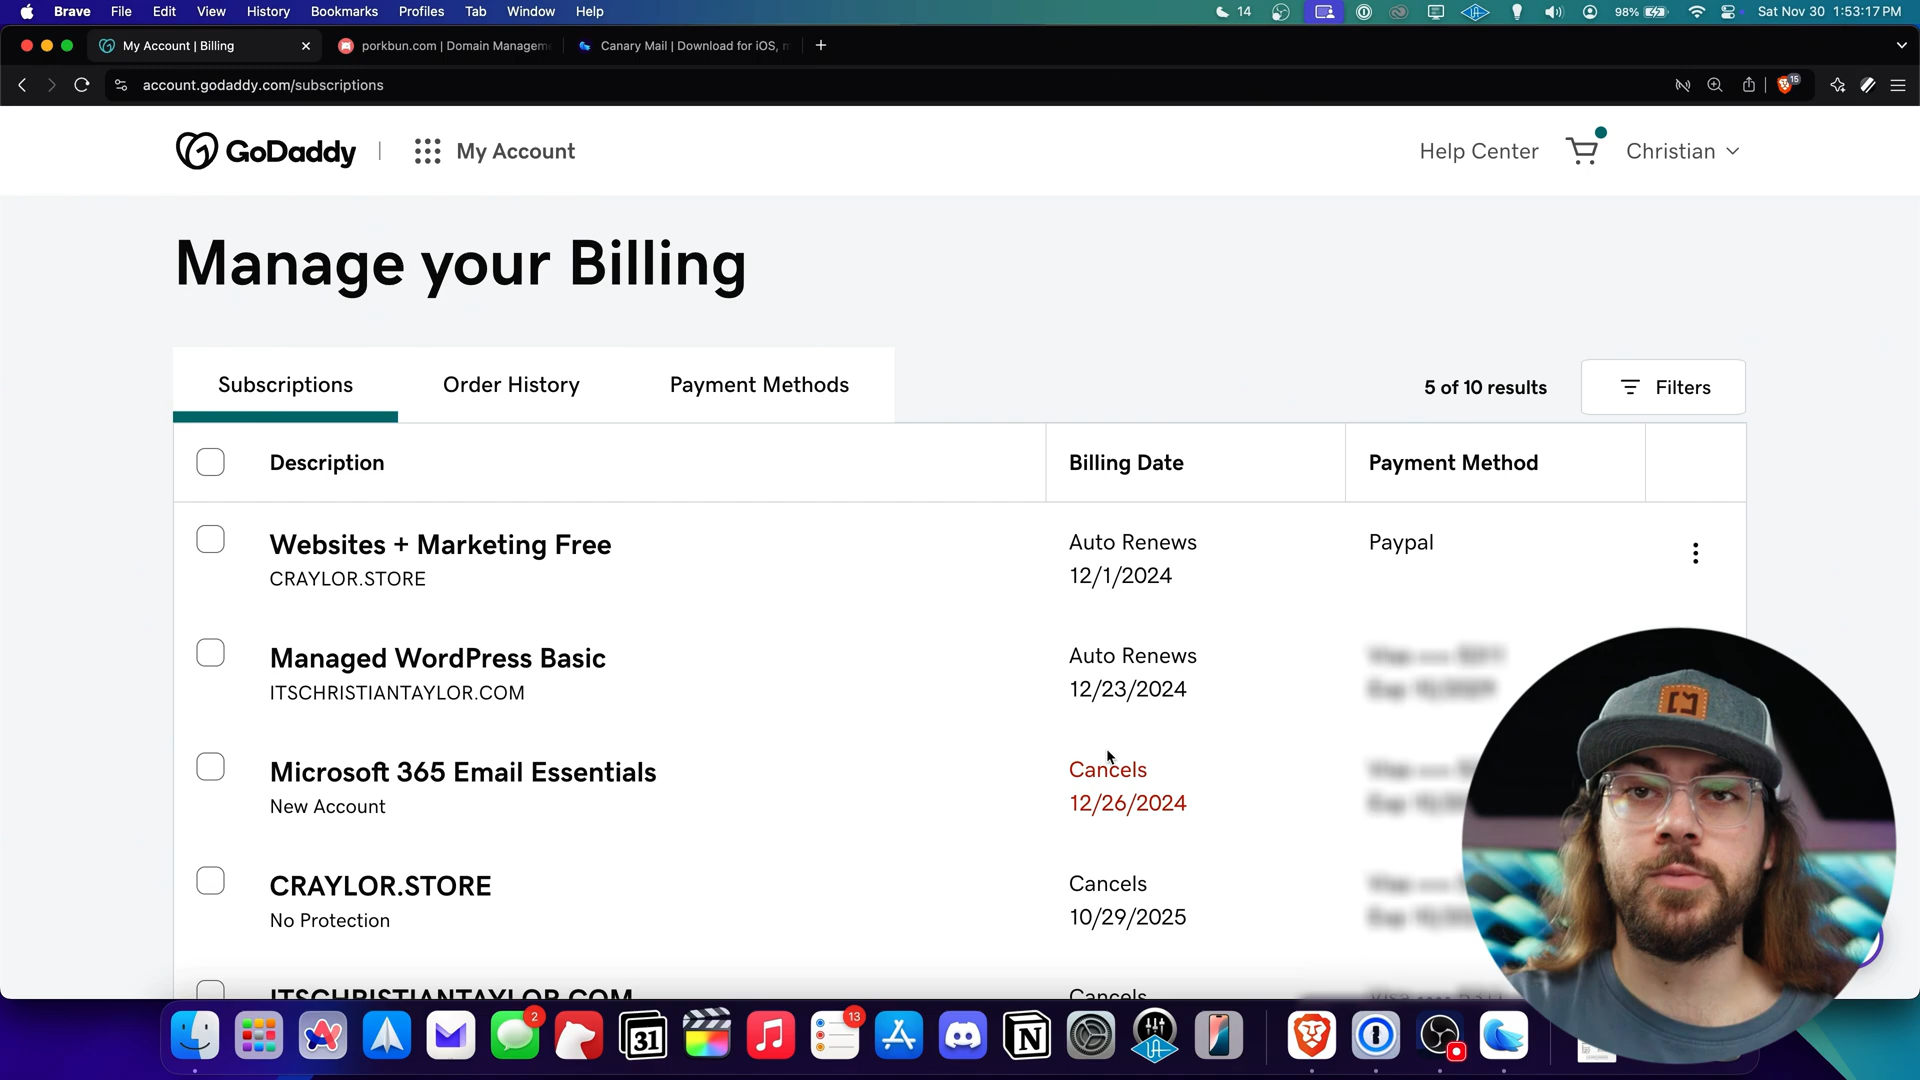 Brave File Edit View History Bookmarks Profiles Tab Window Help 14 98% Sat Nov 30 1:53:17 PM
My Account | Billing porkbun.com | Domain Managem Canary Mail | Download for iOS, m
account.godaddy.com/subscriptions 15
GoDaddy My Account Help Center Christian
Manage your Billing
Subscriptions Order History Payment Methods 5 of 10 results Filters
Description Billing Date Payment Method
Websites + Marketing Free Auto Renews Paypal
CRAYLOR.STORE 12/1/2024
Managed WordPress Basic Auto Renews
ITSCHRISTIANTAYLOR.COM 12/23/2024
Microsoft 365 Email Essentials Cancels
New Account 12/26/2024
CRAYLOR.STORE Cancels
No Protection 10/29/2025
ITSCHRISTIANTAYLOR.COM Cancels
2 31 13